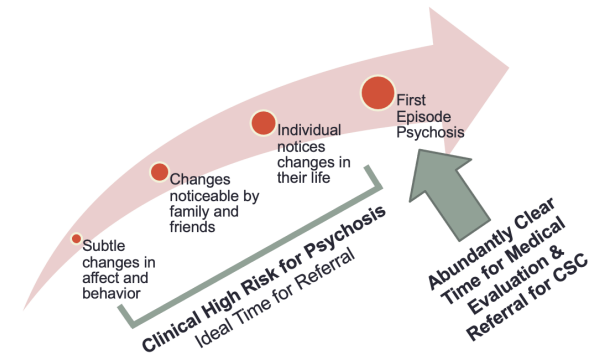 First
Episode
Psychosis
Individual
notices
changes in
their life
Changes
noticeable by
family and
friends
Subtle
changes in
affect and
behavior
Clinical High Risk for Psychosis
Ideal Time for Referral
Abundantly Clear
Time for Medical
Evaluation &
Referral for CSC